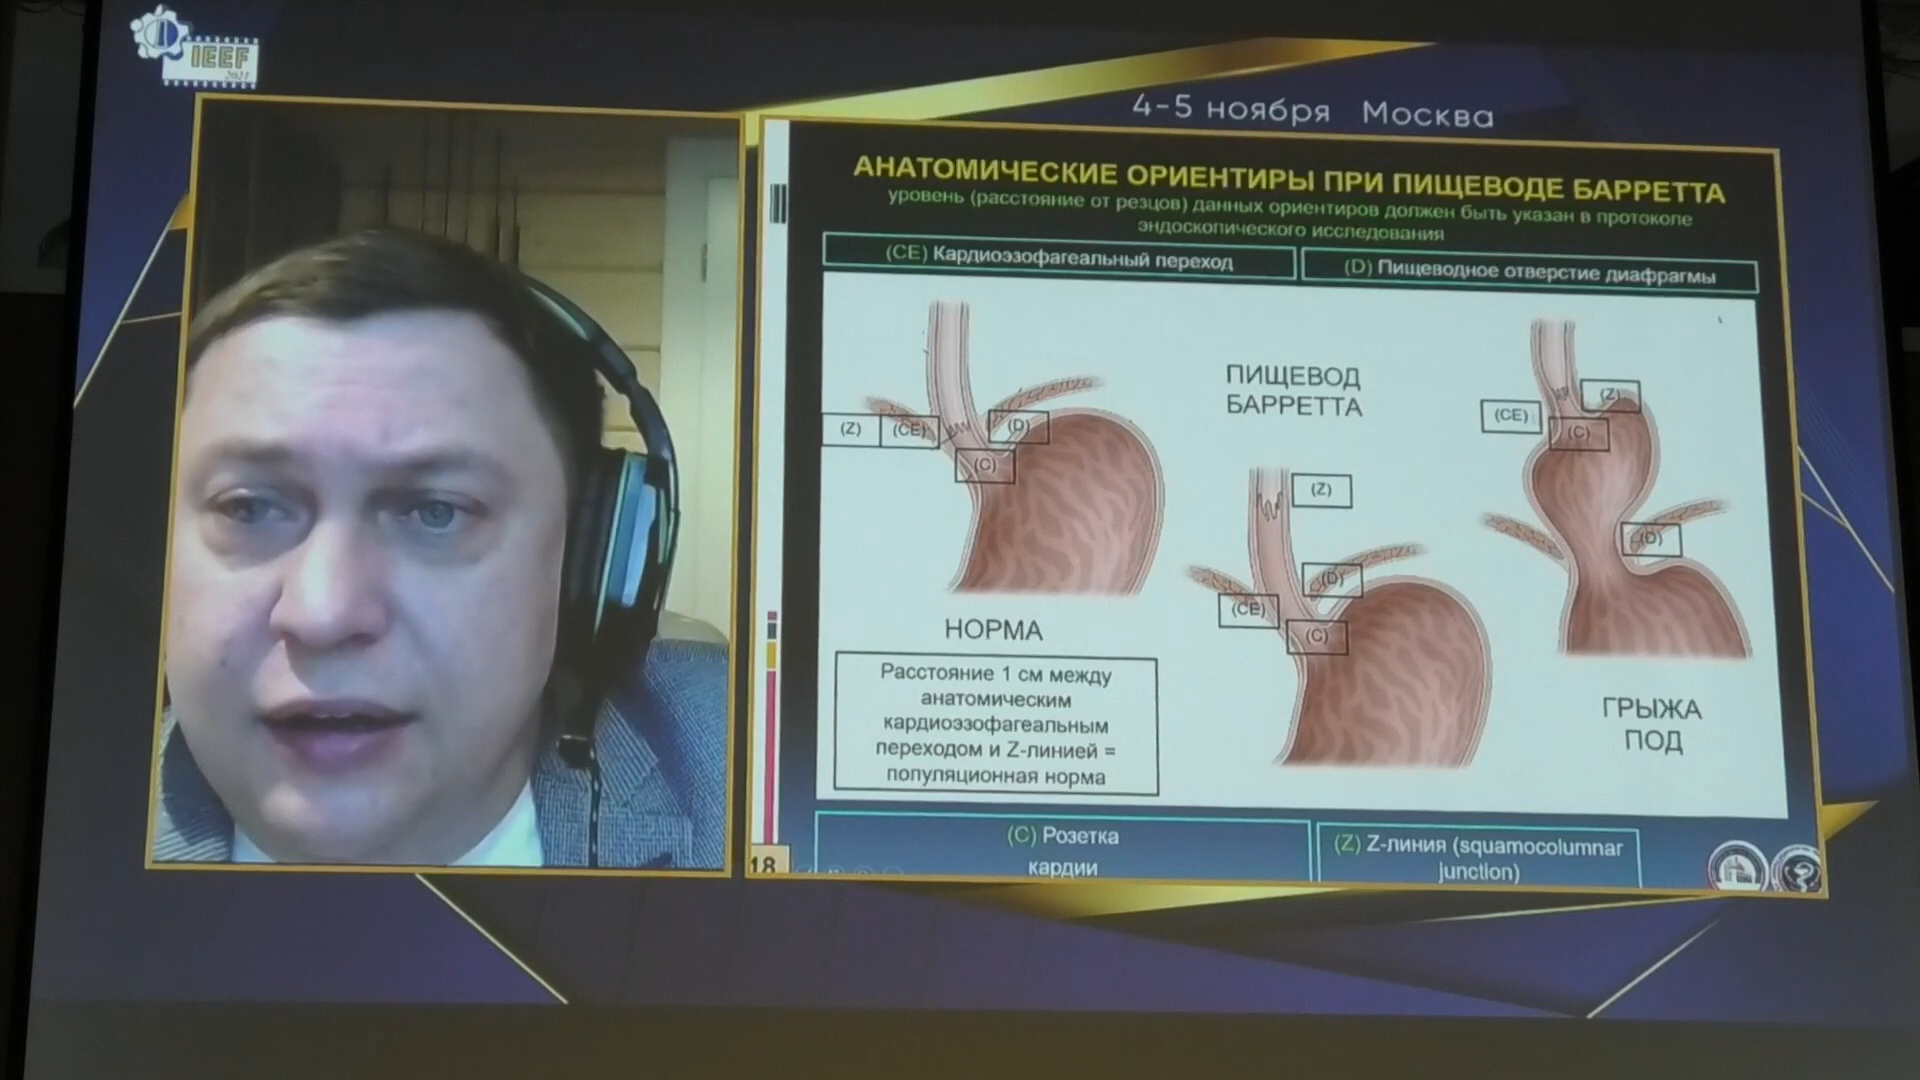 IEEF
2021
4-5 ноября Москва
АНАТОМИЧЕСКИЕ ОРИЕНТИРЫ ПРИ ПИЩЕВОДЕ БАРРЕТТА
уровень (расстояние от резцов) данных ориентиров должен быть указан в протоколе
эндоскопического исследования
(CE) Кардиоэзофагеальный переход
(D) Пищеводное отверстие диафрагмы
(Z) (CE) (D)
(C)
НОРМА
Расстояние 1 см между
анатомическим
кардиоэзофагеальным
переходом и Z-линией =
популяционная норма
ПИЩЕВОД
БАРРЕТТА
(Z)
(D)
(CE)
(C)
(Z)
(CE)
(C)
(D)
ГРЫЖА
ПОД
(C) Розетка
кардии
(Z) Z-линия (squamocolumnar
junction)
18